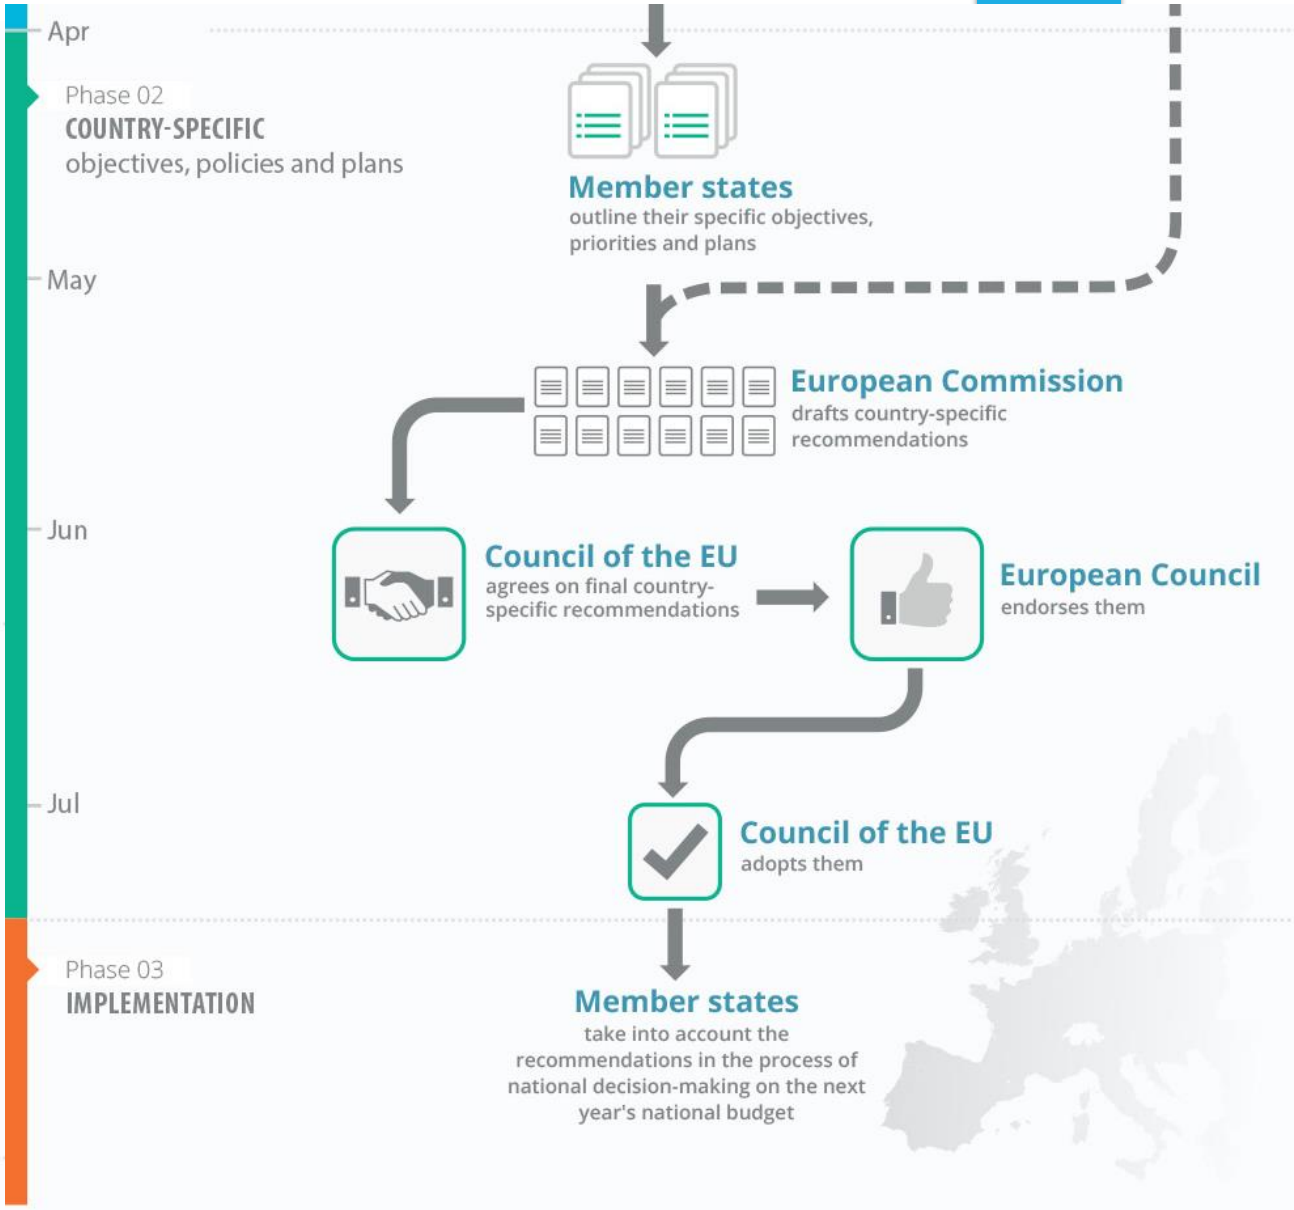 Apr
Phase 02
COUNTRY-SPECIFIC
objectives, policies and plans
Member states
outline their specific objectives,
priorities and plans
May
European Commission
drafts country-specific
recommendations
Jun
Council of the EU
agrees on final country-
specific recommendations
European Council
endorses them
Jul
Council of the EU
adopts them
Phase 03
IMPLEMENTATION
Member states
take into account the
recommendations in the process of
national decision-making on the next
year's national budget